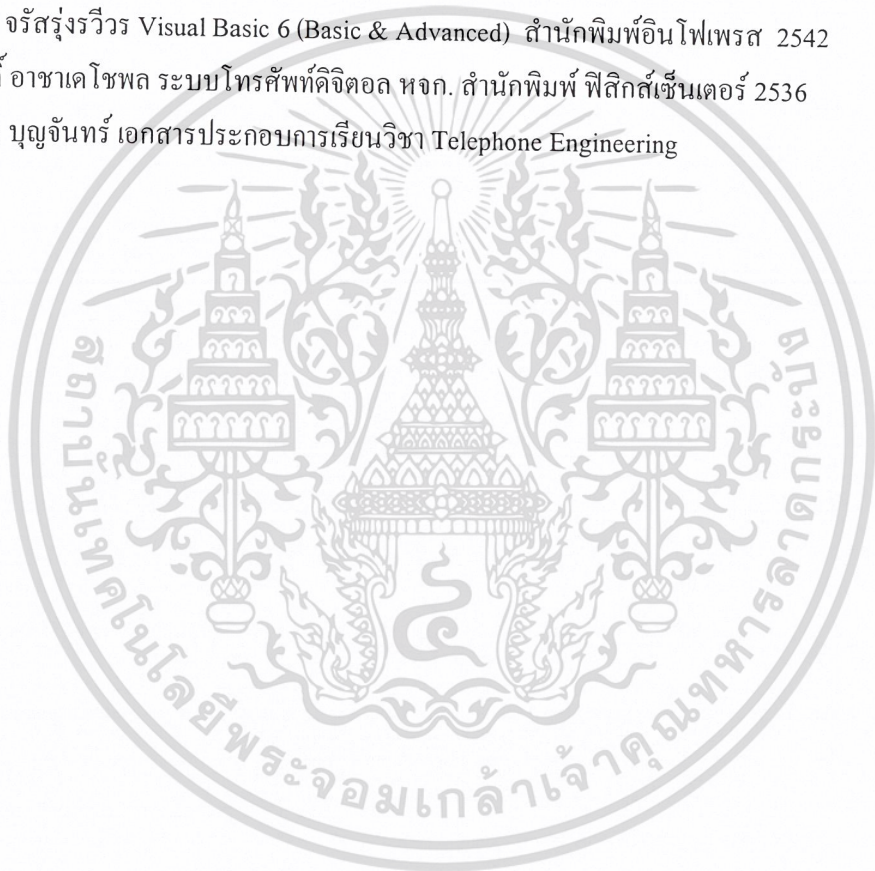 จรัสรุ่งรวีวร Visual Basic 6 (Basic & Advanced) สำนักพิมพ์อินโฟเพรส 2542
อาชาเดโชพล ระบบโทรศัพท์ดิจิตอล หจก. สำนักพิมพ์ ฟิสิกส์เซ็นเตอร์ 2536
บุญจันทร์ เอกสารประกอบการเรียนวิชา Telephone Engineering
สถาบันเทคโนโลยีพระจอมเกล้าเจ้าคุณทหารลาดกระบัง